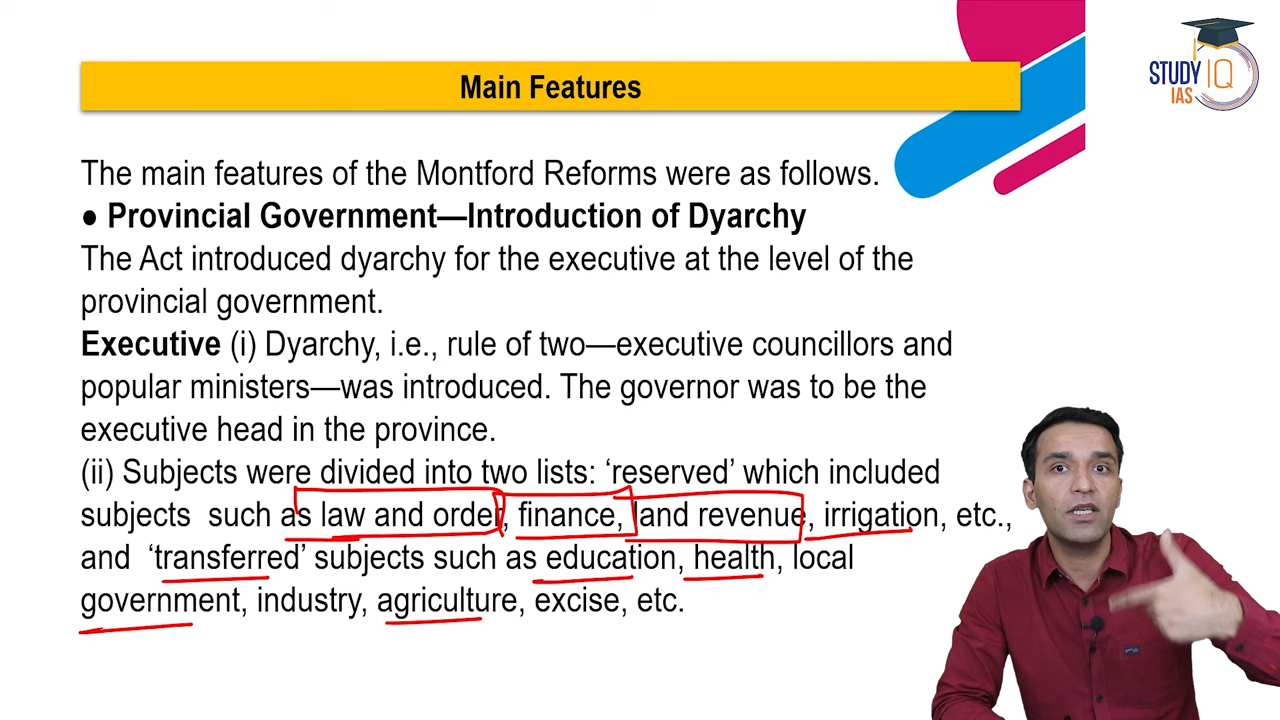 STUDY IQ
IAS
Main Features
The main features of the Montford Reforms were as follows.
● Provincial Government—Introduction of Dyarchy
The Act introduced dyarchy for the executive at the level of the
provincial government.
Executive (i) Dyarchy, i.e., rule of two—executive councillors and
popular ministers—was introduced. The governor was to be the
executive head in the province.
(ii) Subjects were divided into two lists: ‘reserved’ which included
subjects such as law and order, finance, land revenue, irrigation, etc.,
and ‘transferred’ subjects such as education, health, local
government, industry, agriculture, excise, etc.